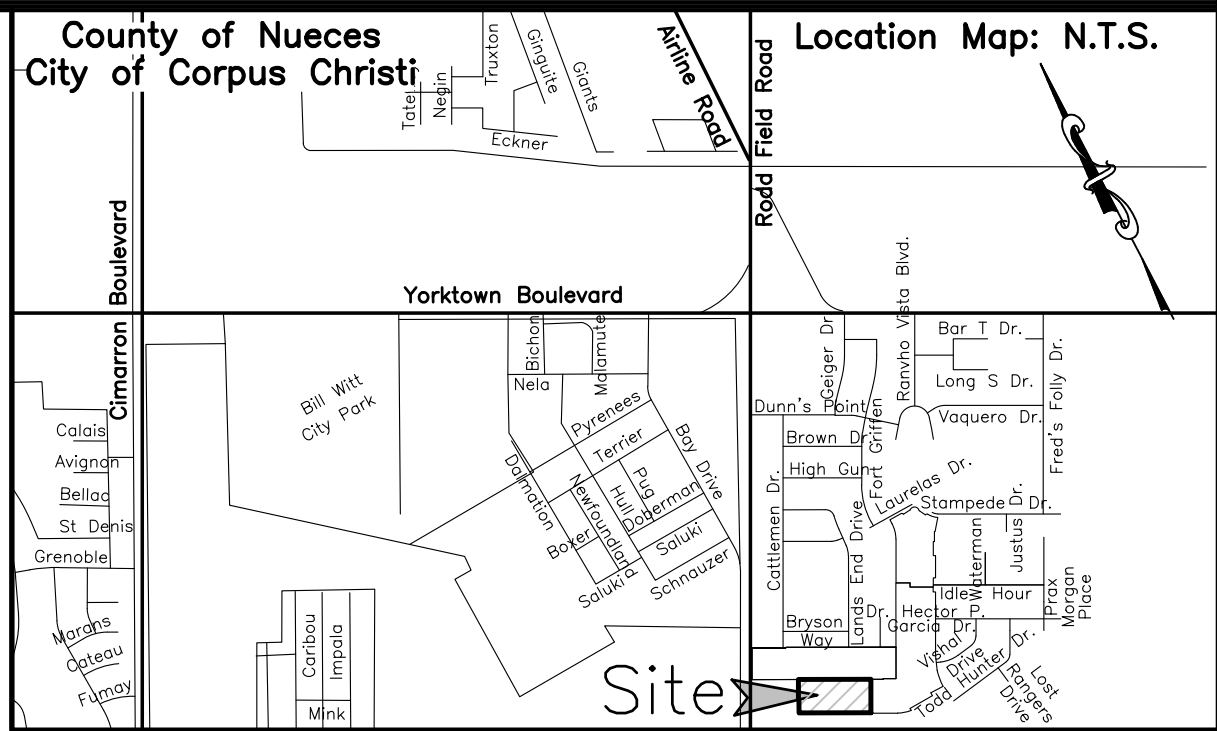 County of Nueces
City of Corpus Christi
Location Map: N.T.S.
Truxton
Ginguite
Giants
Airline Road
Rodd Field Road
Tate
Negin
Eckner
Cimarron Boulevard
Yorktown Boulevard
Bichon
Malamute
Nela
Bill Witt
City Park
Pyrenees
Terrier
Bay Drive
Dalmation
Newfoundland
Hull
Pug
Doberman
Boxer
Saluki
Saluki
Schnauzer
Calais
Avignon
Bellac
St Denis
Grenoble
Marans
Cateau
Fumay
Caribou
Impala
Mink
Geiger Dr.
Ranvho Vista Blvd.
Bar T Dr.
Long S Dr.
Vaquero Dr.
Fred's Folly Dr.
Dunn's Point
Brown Dr.
High Gun
Fort Griffen
Laurelas Dr.
Stampede Dr.
Cattlemen Dr.
Lands End Drive
Waterman
Justus Dr.
Idle Hour
Prax
Morgan
Place
Bryson
Way
Dr. Hector P.
Garcia Dr.
Vishal
Drive
Todd Hunter Dr.
Lost
Rangers
Drive
Site